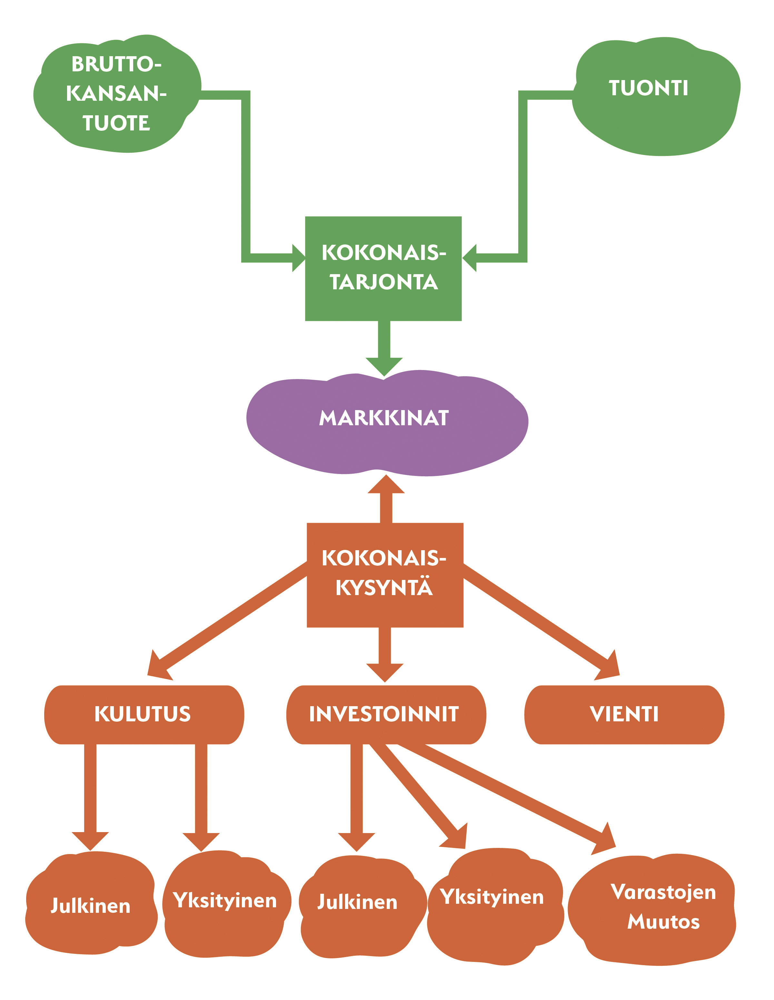 BRUTTO-
KANSAN-
TUOTE
TUONTI
KOKONAIS-
TARJONTA
MARKKINAT
KOKONAIS-
KYSYNTÄ
KULUTUS
INVESTOINNIT
VIENTI
Julkinen
Yksityinen
Julkinen
Yksityinen
Varastojen
Muutos